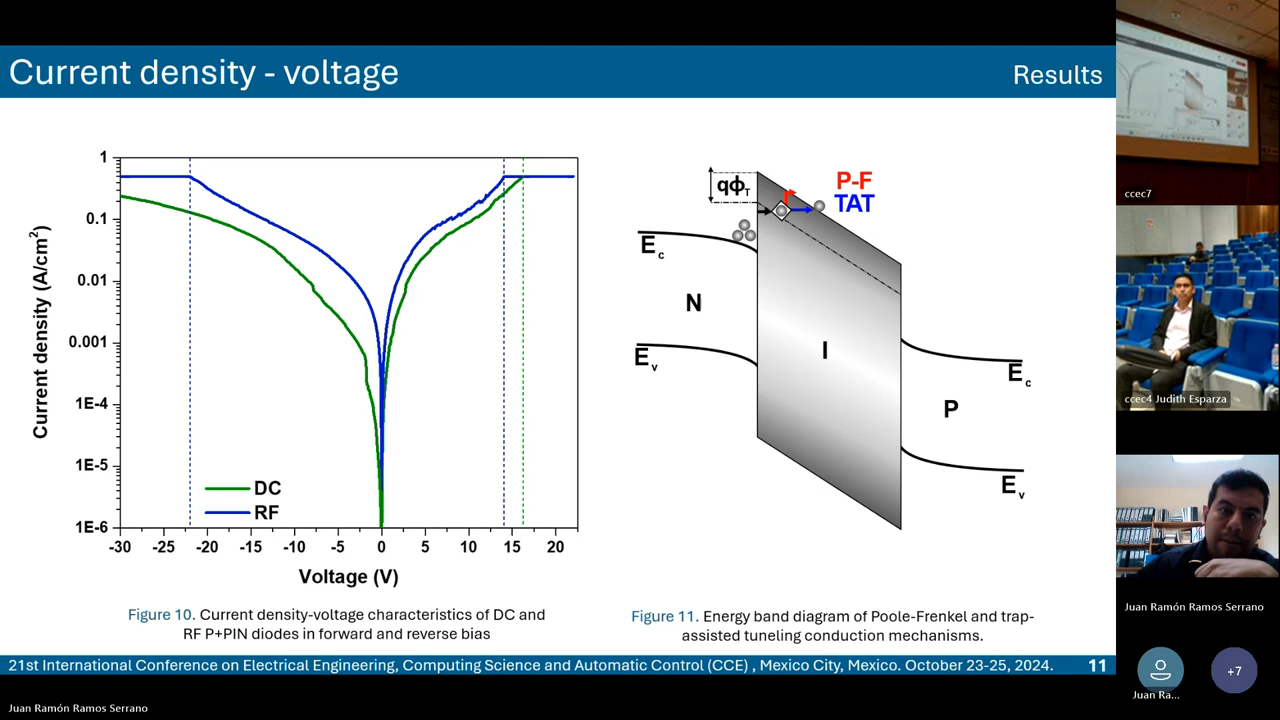 Current density - voltage
Results
Current density (A/cm²)
1
0.1
0.01
0.001
1E-4
1E-5
1E-6
-30 -25 -20 -15 -10 -5 0 5 10 15 20
Voltage (V)
DC
RF
Figure 10. Current density-voltage characteristics of DC and
RF P+PIN diodes in forward and reverse bias
qϕT
P-F
TAT
Ec
N
Ev
I
Ec
P
Ev
Figure 11. Energy band diagram of Poole-Frenkel and trap-
assisted tuneling conduction mechanisms.
21st International Conference on Electrical Engineering, Computing Science and Automatic Control (CCE) , Mexico City, Mexico. October 23-25, 2024.
11
Juan Ramón Ramos Serrano
ccec7
ccec4 Judith Esparza
Juan Ramón Ramos Serrano
Juan Ra...
+7